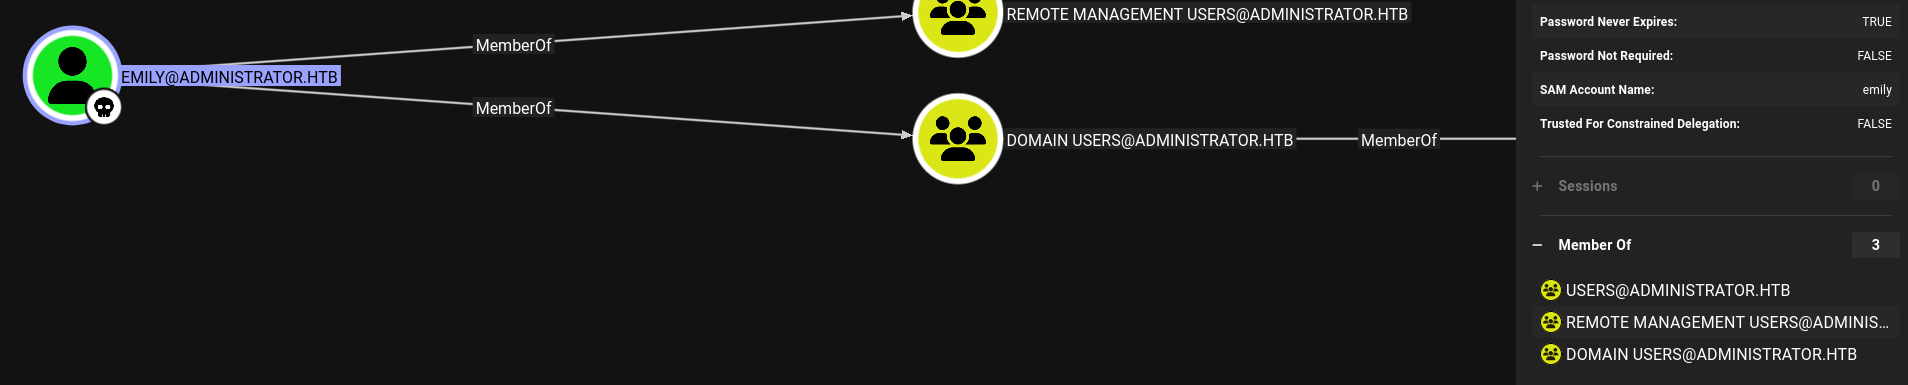 REMOTE MANAGEMENT USERS@ADMINISTRATOR.HTB
MemberOf
EMILY@ADMINISTRATOR.HTB
MemberOf
DOMAIN USERS@ADMINISTRATOR.HTB
MemberOf
Password Never Expires: TRUE
Password Not Required: FALSE
SAM Account Name: emily
Trusted For Constrained Delegation: FALSE
+ Sessions 0
− Member Of 3
USERS@ADMINISTRATOR.HTB
REMOTE MANAGEMENT USERS@ADMINIS...
DOMAIN USERS@ADMINISTRATOR.HTB